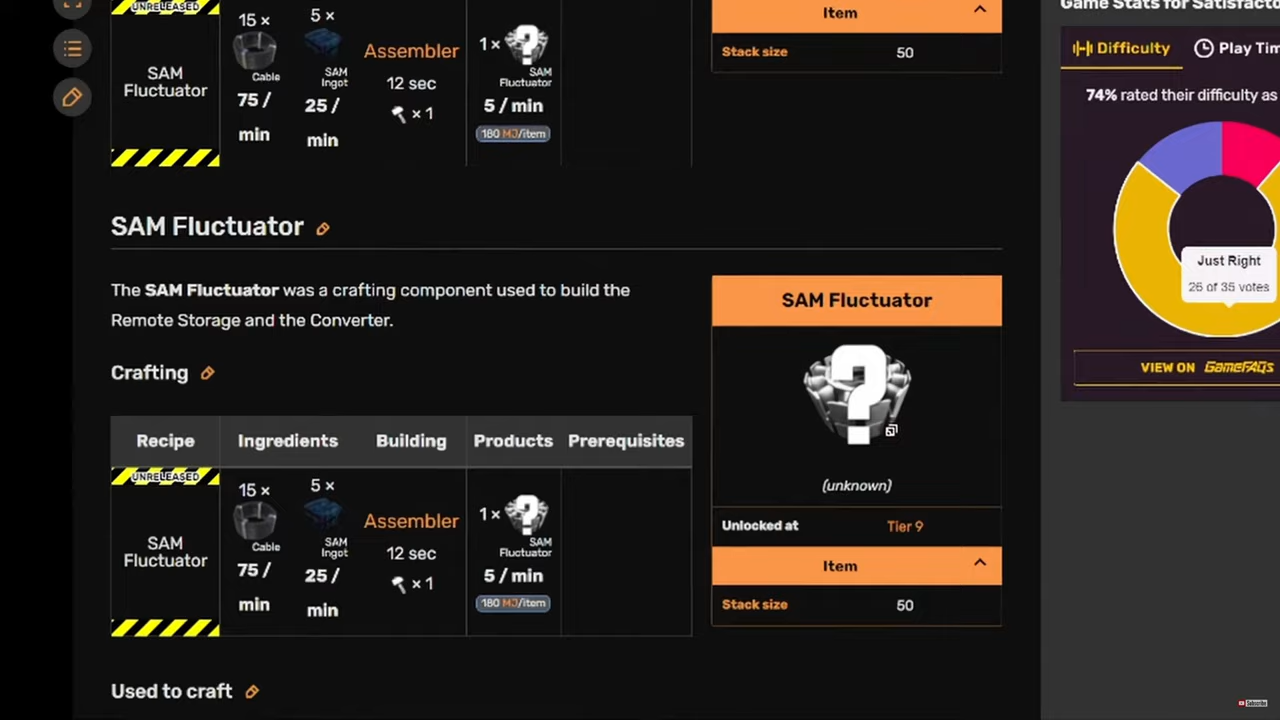 UNRELEASED
SAM
Fluctuator
15 ×
Cable
75 /
min
5 ×
SAM
Ingot
25 /
min
Assembler
12 sec
× 1
1 ×
SAM
Fluctuator
5 / min
180 MJ/item
Item
Stack size 50
Game Stats for Satisfacto
Difficulty
Play Tim
74% rated their difficulty as
Just Right
26 of 35 votes
VIEW ON GameFAQs
SAM Fluctuator
The SAM Fluctuator was a crafting component used to build the
Remote Storage and the Converter.
Crafting
Recipe Ingredients Building Products Prerequisites
UNRELEASED
SAM
Fluctuator
15 ×
Cable
75 /
min
5 ×
SAM
Ingot
25 /
min
Assembler
12 sec
× 1
1 ×
SAM
Fluctuator
5 / min
180 MJ/item
SAM Fluctuator
?
(unknown)
Unlocked at Tier 9
Item
Stack size 50
Used to craft
Subscribe